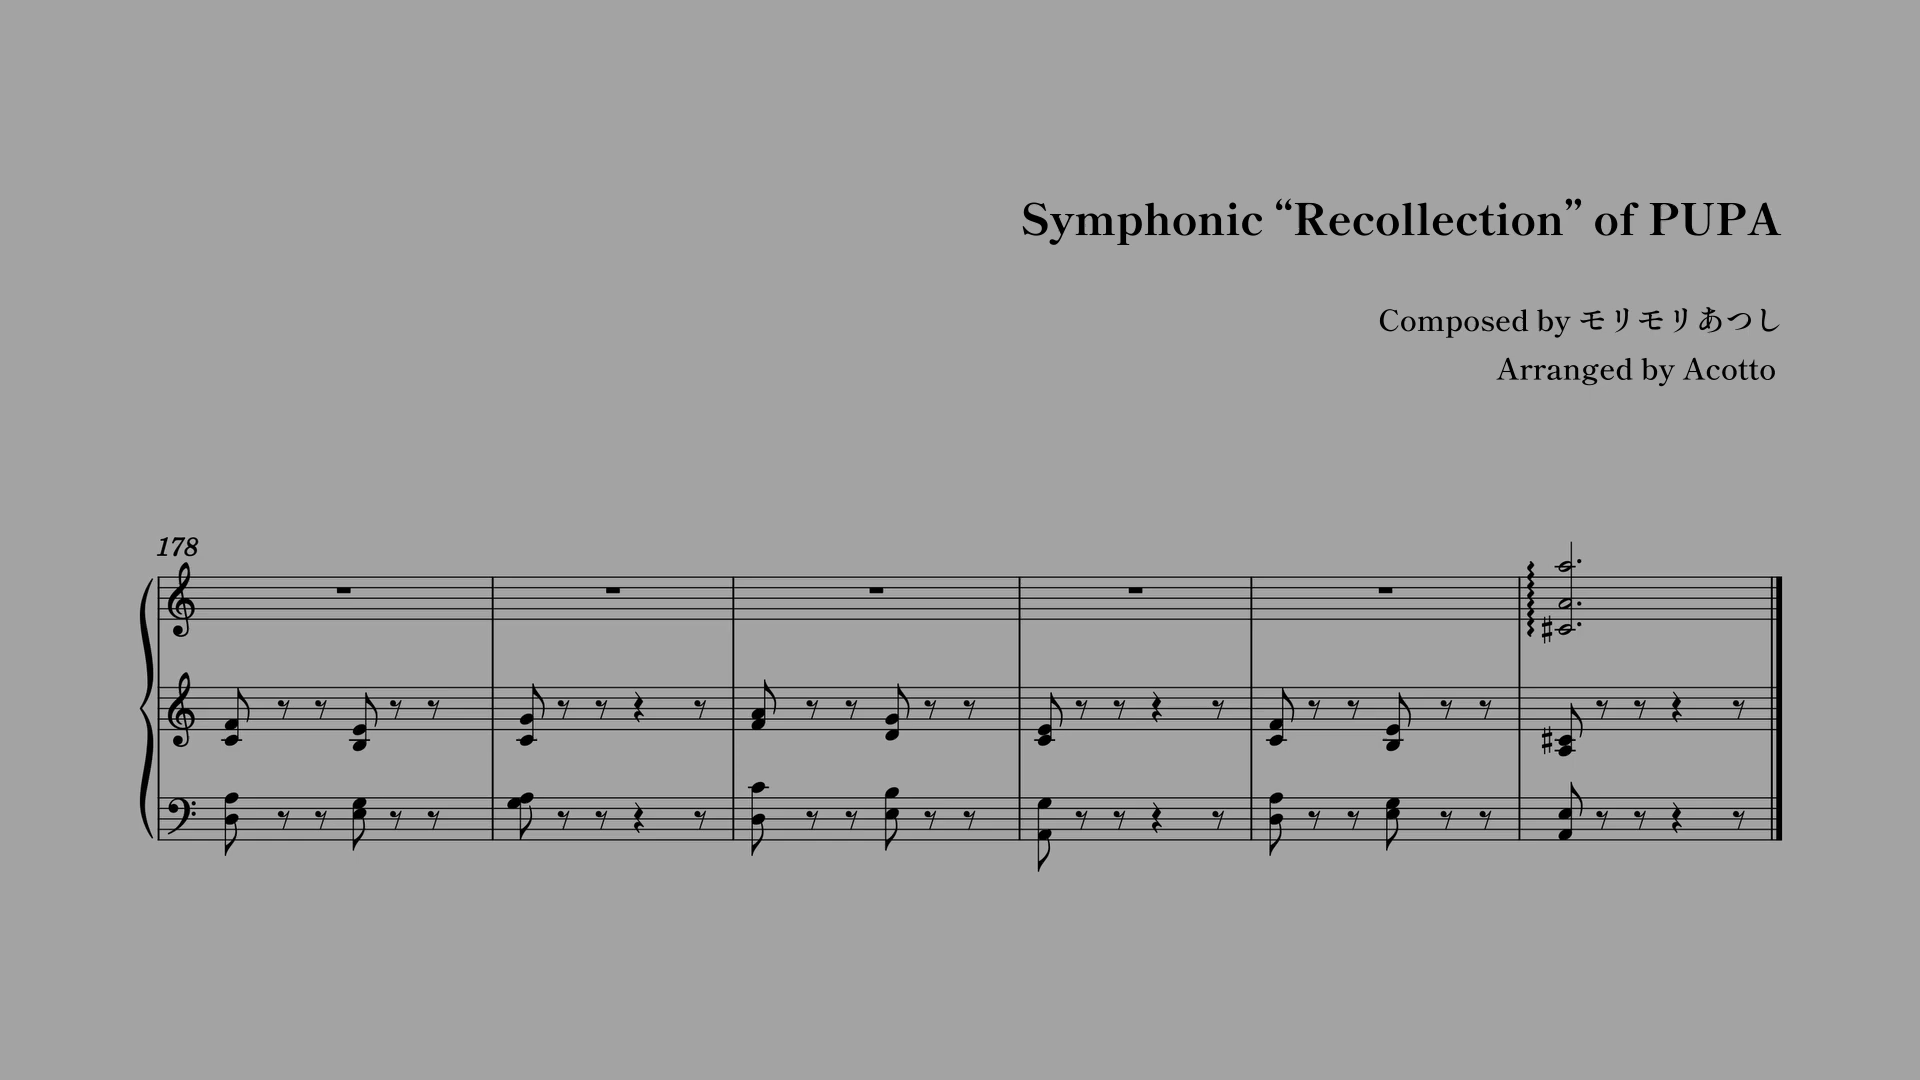 Symphonic “Recollection” of PUPA
Composed by モリモリあつし
Arranged by Acotto
178